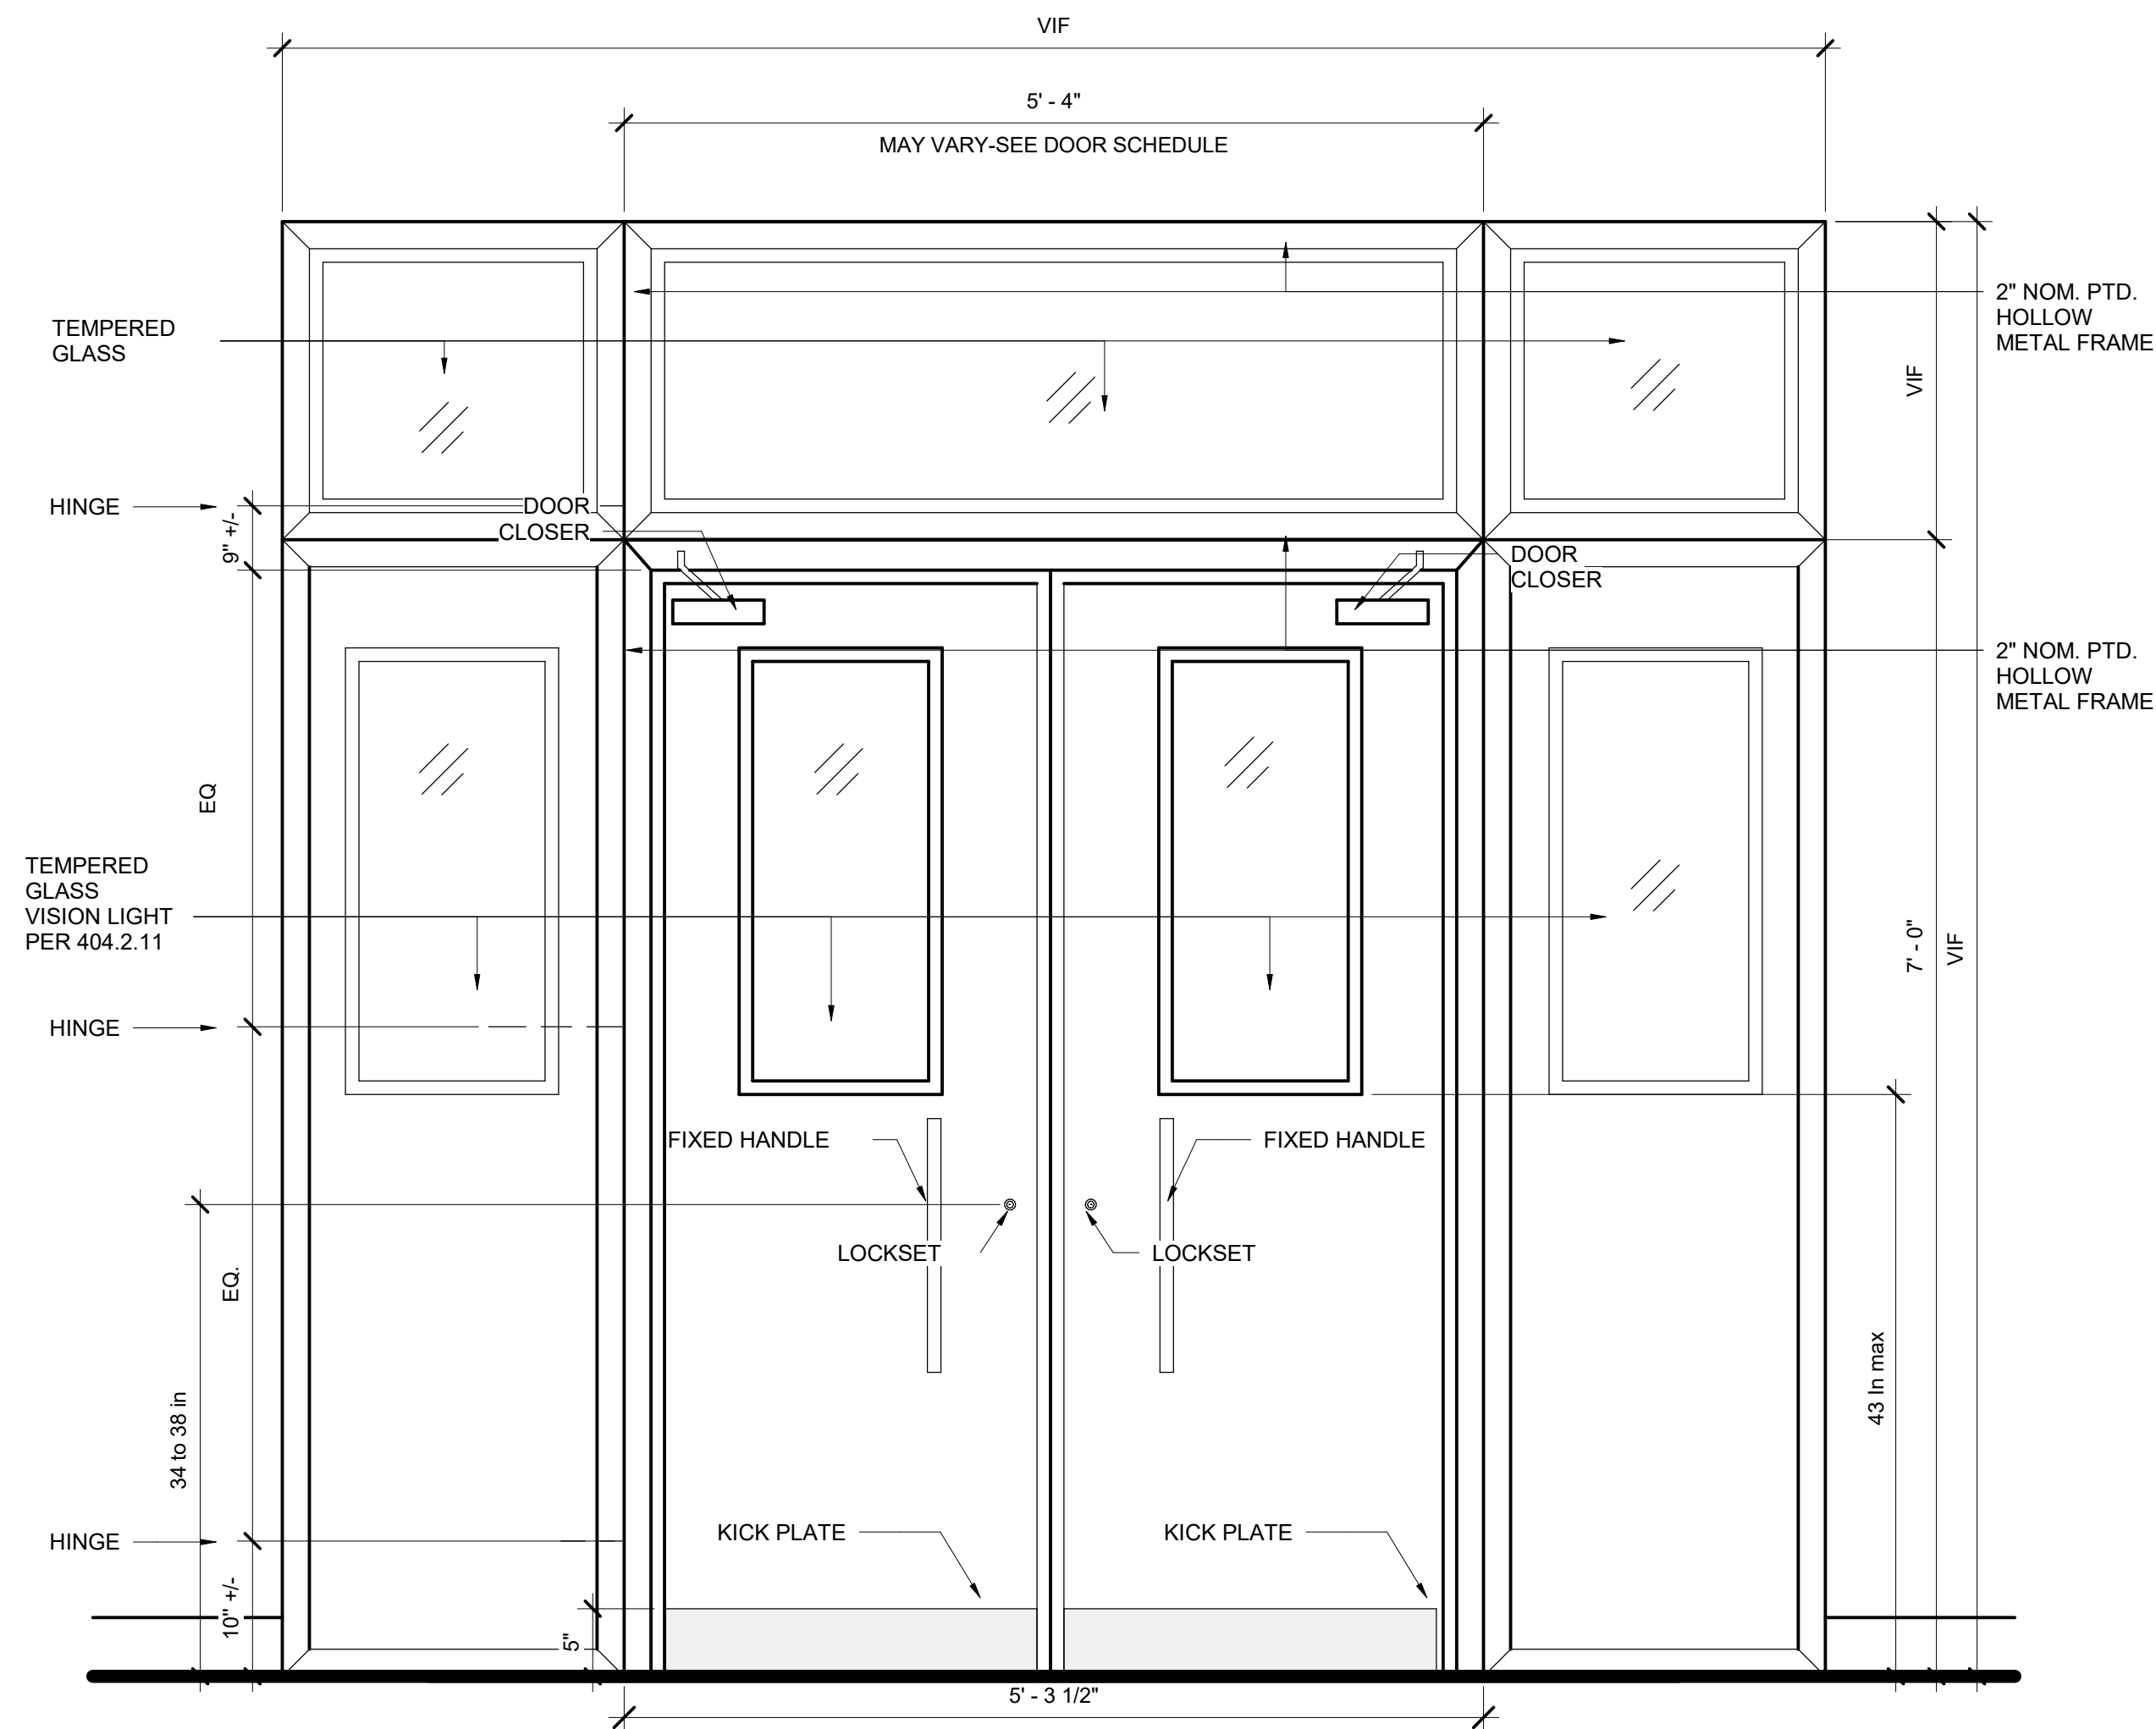 VIF
5' - 4"
MAY VARY-SEE DOOR SCHEDULE
2" NOM. PTD.
HOLLOW
METAL FRAME
TEMPERED
GLASS
VIF
HINGE
DOOR
CLOSER
9" +/-
DOOR
CLOSER
2" NOM. PTD.
HOLLOW
METAL FRAME
EQ
TEMPERED
GLASS
VISION LIGHT
PER 404.2.11
7' - 0"
VIF
HINGE
FIXED HANDLE
FIXED HANDLE
LOCKSET
LOCKSET
EQ.
34 to 38 in
43 In max
HINGE
KICK PLATE
KICK PLATE
10" +/-
5"
5' - 3 1/2"